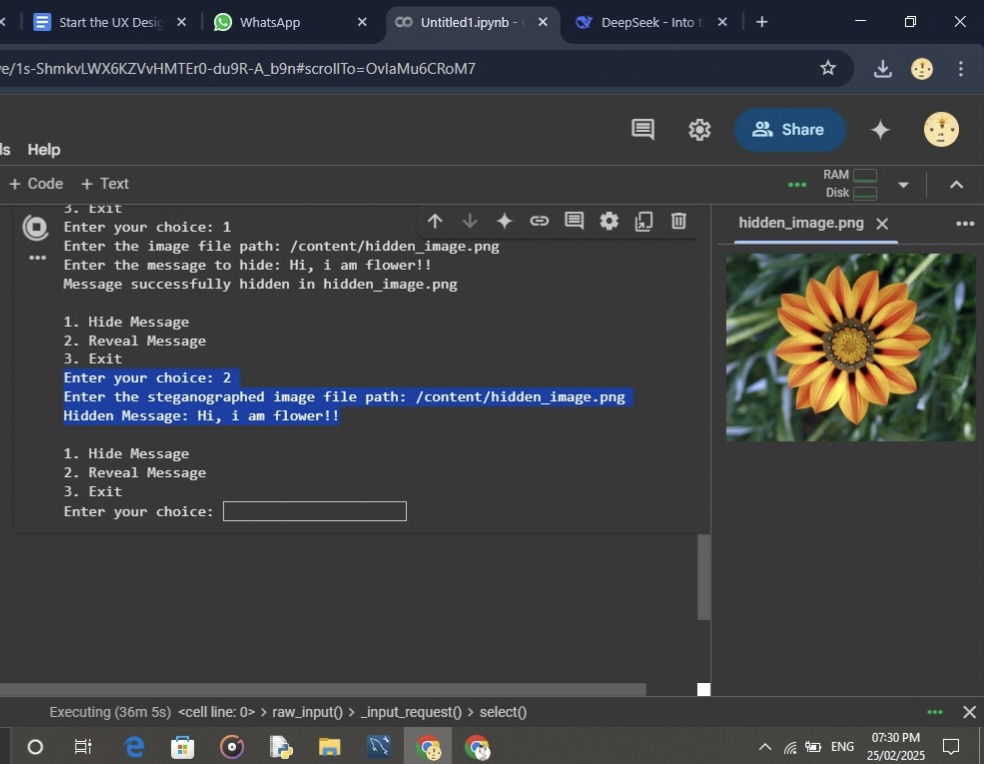 Start the UX Desig
WhatsApp
Untitled1.ipynb -
DeepSeek - Into t
ve/1s-ShmkvLWX6KZVvHMTEr0-du9R-A_b9n#scrollTo=OvIaMu6CRoM7
Share
ls Help
+ Code + Text
RAM
Disk
3. Exit
Enter your choice: 1
Enter the image file path: /content/hidden_image.png
Enter the message to hide: Hi, i am flower!!
Message successfully hidden in hidden_image.png
1. Hide Message
2. Reveal Message
3. Exit
Enter your choice: 2
Enter the steganographed image file path: /content/hidden_image.png
Hidden Message: Hi, i am flower!!
1. Hide Message
2. Reveal Message
3. Exit
Enter your choice:
hidden_image.png
Executing (36m 5s) <cell line: 0> > raw_input() > _input_request() > select()
ENG
07:30 PM
25/02/2025